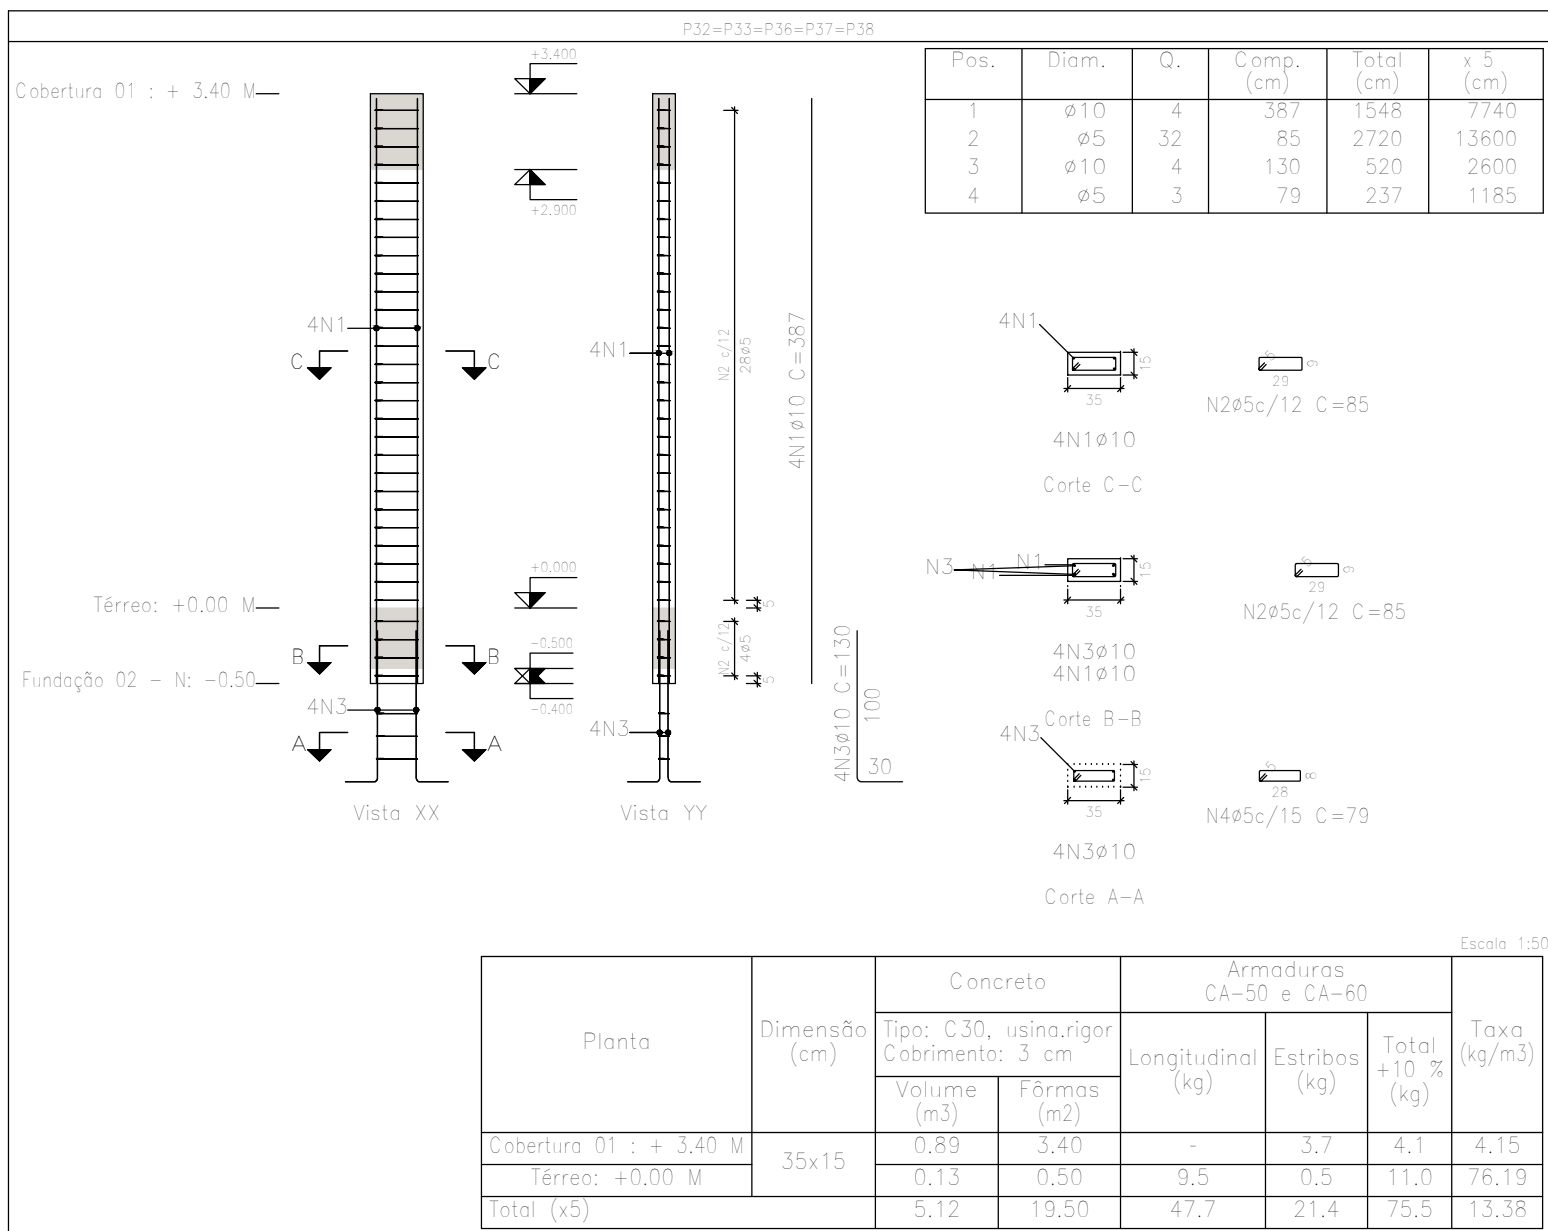 P32=P33=P36=P37=P38
Pos. Diam. Q. Comp. (cm) Total (cm) x 5 (cm)
1 ø10 4 387 1548 7740
2 ø5 32 85 2720 13600
3 ø10 4 130 520 2600
4 ø5 3 79 237 1185
Cobertura 01 : + 3.40 M
+3.400
+2.900
4N1
C C
4N1
N2 c/12
28ø5
4N1ø10 C=387
+0.000
Térreo: +0.00 M
5
N2 c/12
4ø5
5
B B
-0.500
-0.400
Fundação 02 - N: -0.50
4N3
A A
4N3
4N3ø10 C=130
100
30
Vista XX
Vista YY
4N1
15
35
4N1ø10
Corte C-C
5
29
9
N2ø5c/12 C=85
N3
N1
N1
15
35
4N3ø10
4N1ø10
Corte B-B
5
29
9
N2ø5c/12 C=85
4N3
15
35
4N3ø10
Corte A-A
5
28
8
N4ø5c/15 C=79
Escala 1:50
Planta
Dimensão
(cm)
Concreto
Tipo: C30, usina.rigor
Cobrimento: 3 cm
Volume
(m3)
Fôrmas
(m2)
Armaduras
CA-50 e CA-60
Longitudinal
(kg)
Estribos
(kg)
Total
+10 %
(kg)
Taxa
(kg/m3)
Cobertura 01 : + 3.40 M 35x15 0.89 3.40 - 3.7 4.1 4.15
Térreo: +0.00 M 0.13 0.50 9.5 0.5 11.0 76.19
Total (x5) 5.12 19.50 47.7 21.4 75.5 13.38